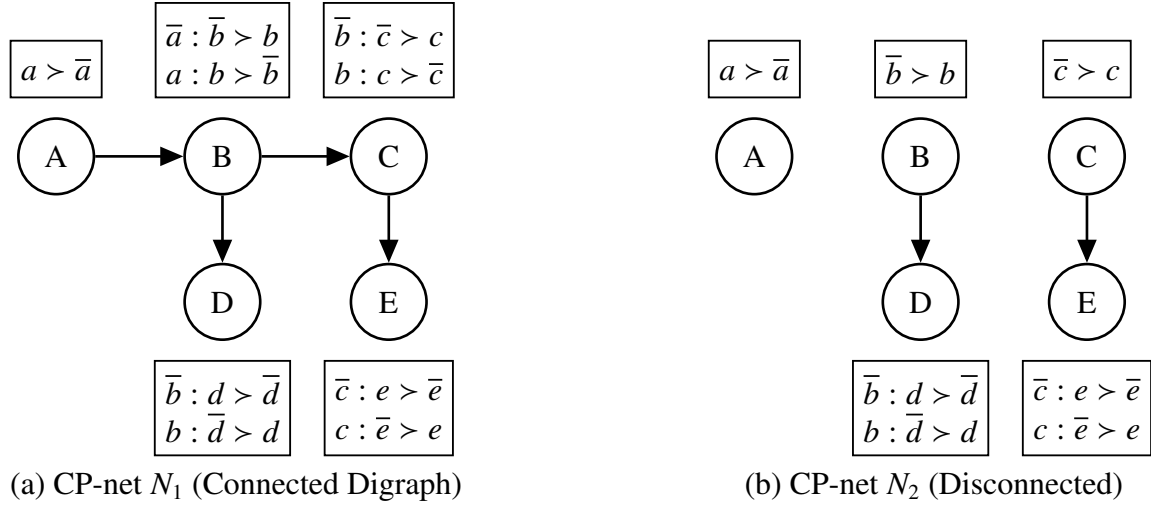 a ≻ a̅
a̅ : b̅ ≻ b
a : b ≻ b̅
b̅ : c̅ ≻ c
b : c ≻ c̅
A
B
C
D
E
b̅ : d ≻ d̅
b : d̅ ≻ d
c̅ : e ≻ e̅
c : e̅ ≻ e
(a) CP-net N₁ (Connected Digraph)
a ≻ a̅
b̅ ≻ b
c̅ ≻ c
A
B
C
D
E
b̅ : d ≻ d̅
b : d̅ ≻ d
c̅ : e ≻ e̅
c : e̅ ≻ e
(b) CP-net N₂ (Disconnected)